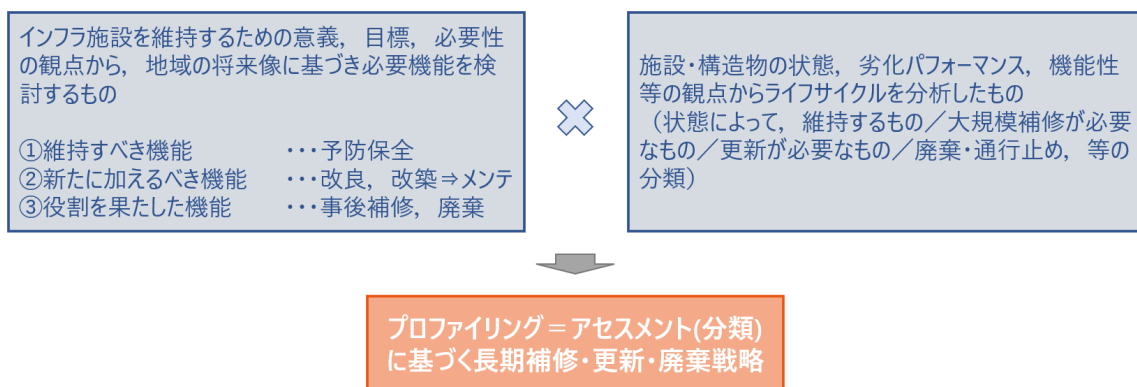 インフラ施設を維持するための意義，目標，必要性
の観点から，地域の将来像に基づき必要機能を検
討するもの
①維持すべき機能　　　　　・・・予防保全
②新たに加えるべき機能　　・・・改良，改築⇒メンテ
③役割を果たした機能　　　・・・事後補修，廃棄
施設・構造物の状態，劣化パフォーマンス，機能性
等の観点からライフサイクルを分析したもの
（状態によって，維持するもの／大規模補修が必要
なもの／更新が必要なもの／廃棄・通行止め，等の
分類）
プロファイリング＝アセスメント(分類)
に基づく長期補修・更新・廃棄戦略